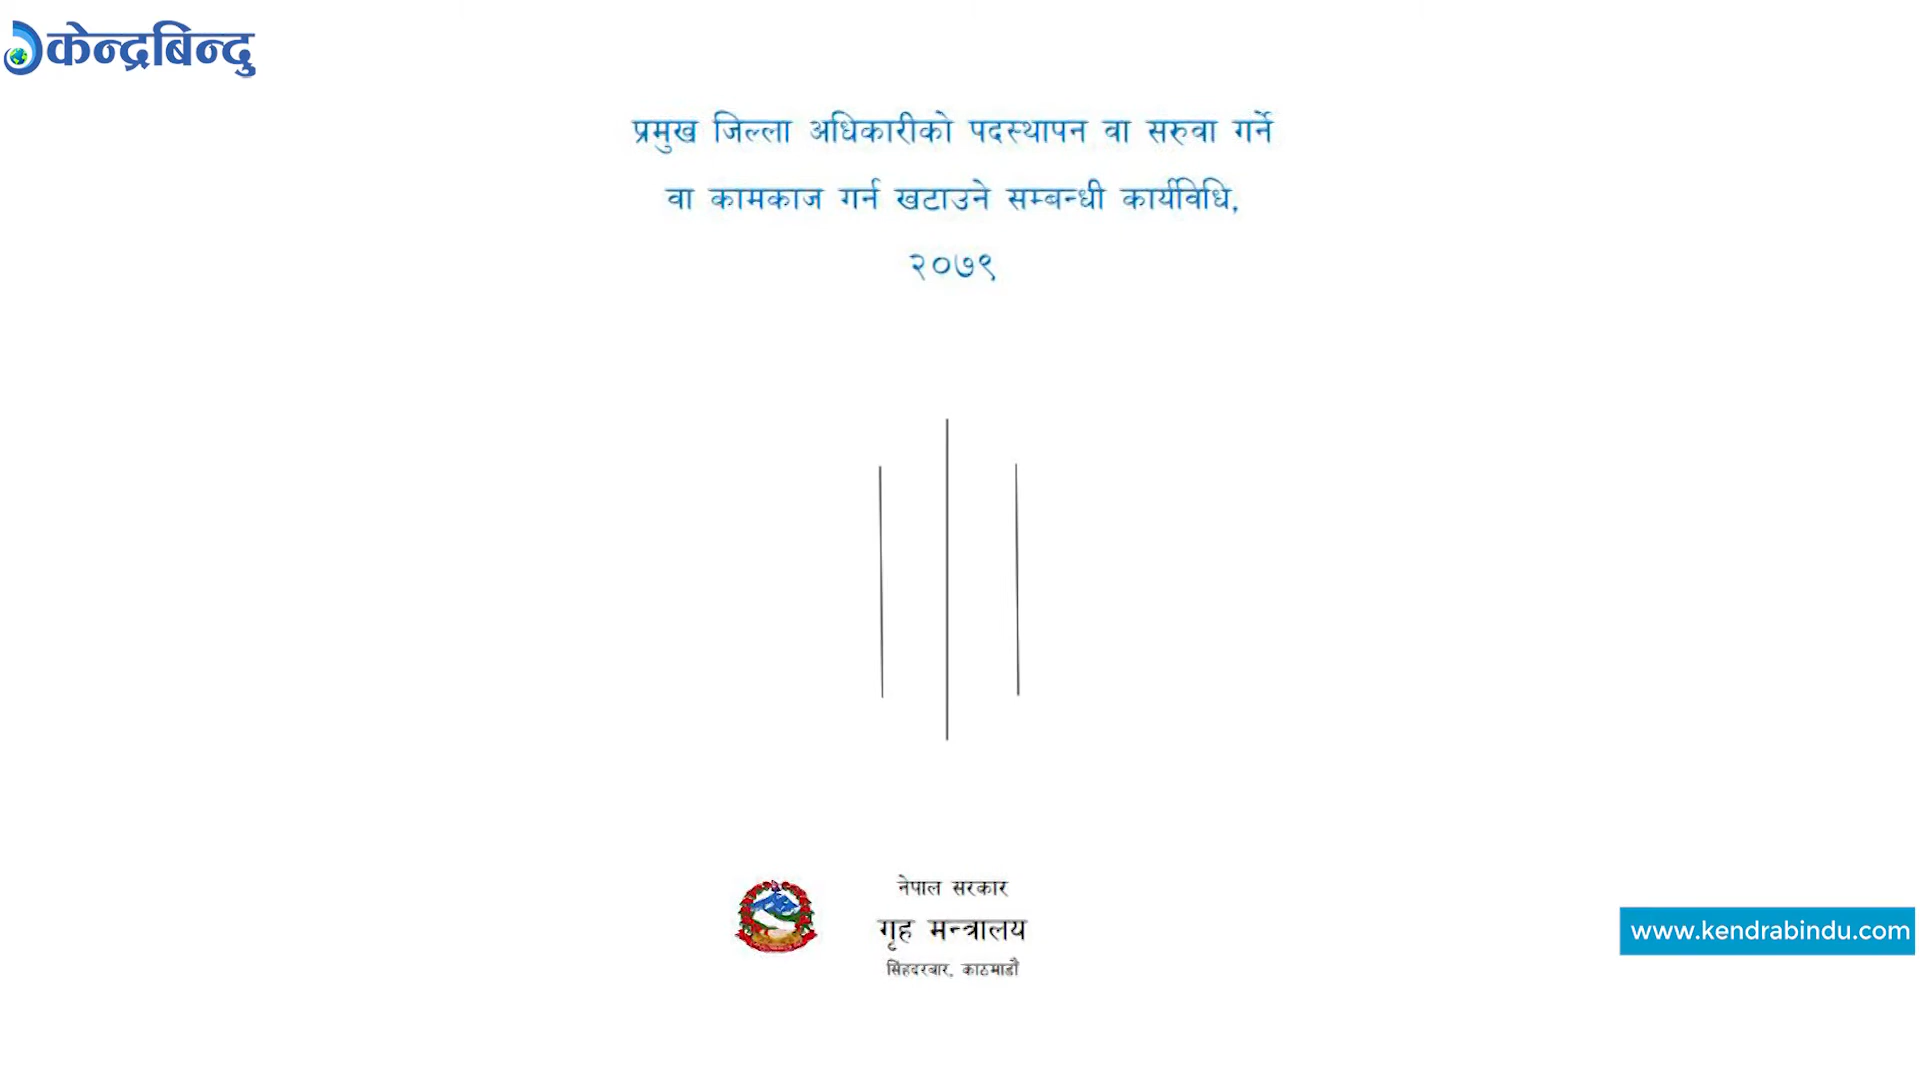 केन्द्रबिन्दु
प्रमुख जिल्ला अधिकारीको पदस्थापन वा सरुवा गर्ने
वा कामकाज गर्न खटाउने सम्बन्धी कार्यविधि,
२०७९
नेपाल सरकार
गृह मन्त्रालय
सिंहदरबार, काठमाडौं
www.kendrabindu.com